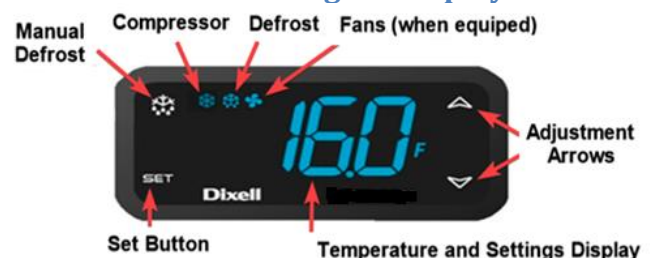 Manual
Defrost
Compressor
Defrost
Fans (when equiped)
16.0
F
SET
Dixell
Adjustment
Arrows
Set Button
Temperature and Settings Display